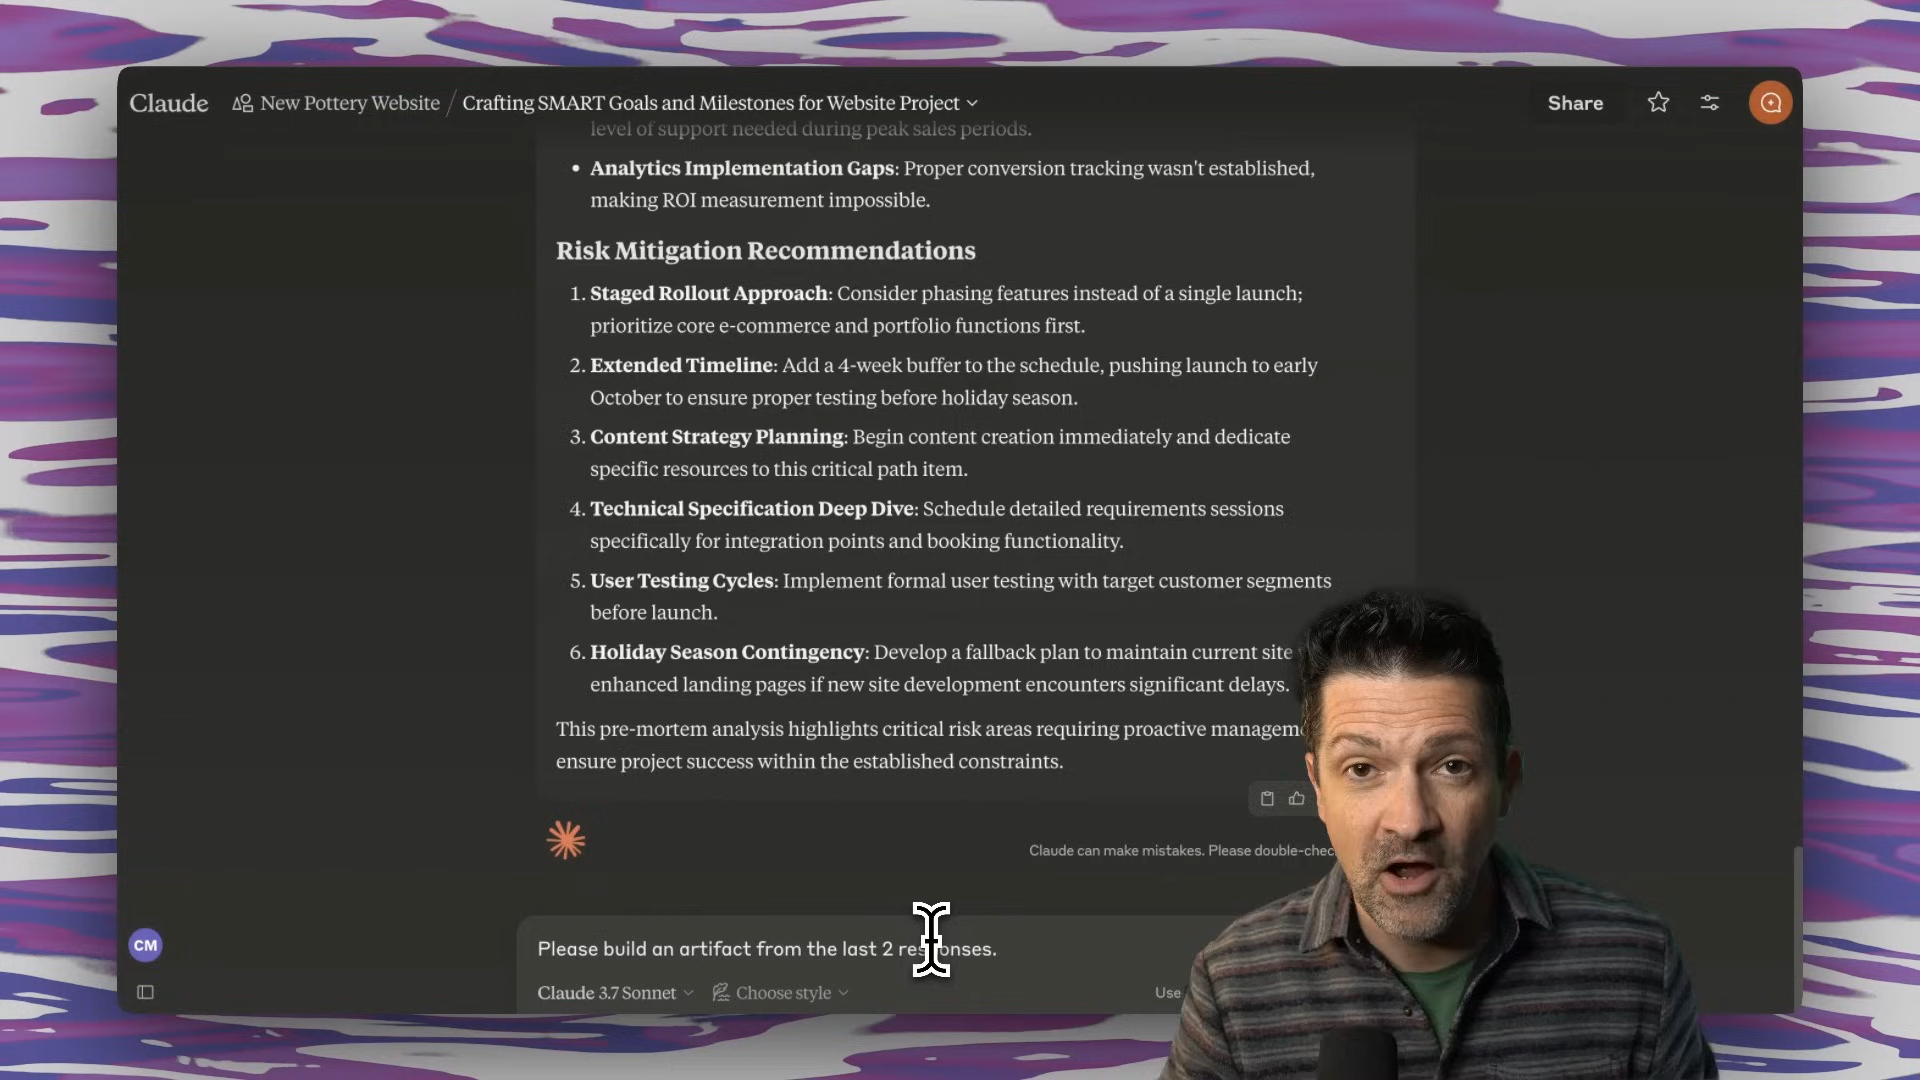 Claude New Pottery Website / Crafting SMART Goals and Milestones for Website Project Share
level of support needed during peak sales periods.
• Analytics Implementation Gaps: Proper conversion tracking wasn't established,
making ROI measurement impossible.
Risk Mitigation Recommendations
1. Staged Rollout Approach: Consider phasing features instead of a single launch;
prioritize core e-commerce and portfolio functions first.
2. Extended Timeline: Add a 4-week buffer to the schedule, pushing launch to early
October to ensure proper testing before holiday season.
3. Content Strategy Planning: Begin content creation immediately and dedicate
specific resources to this critical path item.
4. Technical Specification Deep Dive: Schedule detailed requirements sessions
specifically for integration points and booking functionality.
5. User Testing Cycles: Implement formal user testing with target customer segments
before launch.
6. Holiday Season Contingency: Develop a fallback plan to maintain current site
enhanced landing pages if new site development encounters significant delays.
This pre-mortem analysis highlights critical risk areas requiring proactive
ensure project success within the established constraints.
Claude can make mistakes. Please
CM
Please build an artifact from the last 2 responses.
Claude 3.7 Sonnet Choose style Use